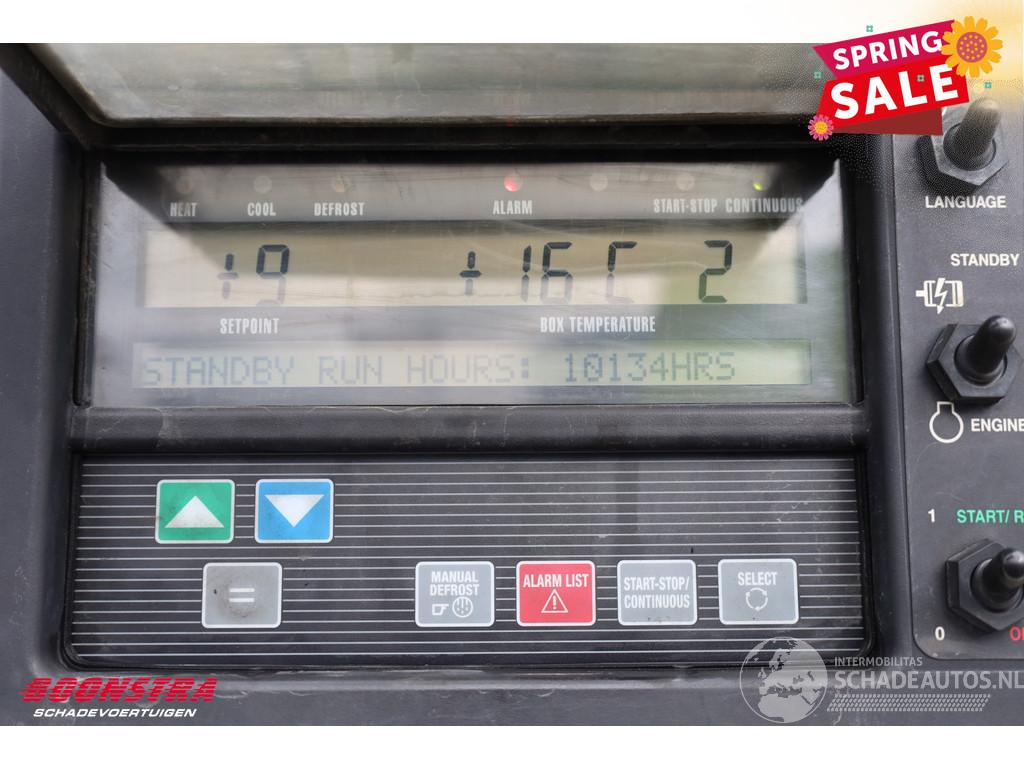 SPRING
SALE
LANGUAGE
HEAT COOL DEFROST ALARM START-STOP CONTINUOUS
STANDBY
+9 +16 C 2
SETPOINT BOX TEMPERATURE
STANDBY RUN HOURS: 10134HRS
ENGINE
1 START/ R
MANUAL
DEFROST
ALARM LIST
START-STOP/
CONTINUOUS
SELECT
=
0
BOONSTRA
SCHADEVOERTUIGEN
INTERMOBILITAS
SCHADEAUTOS.NL